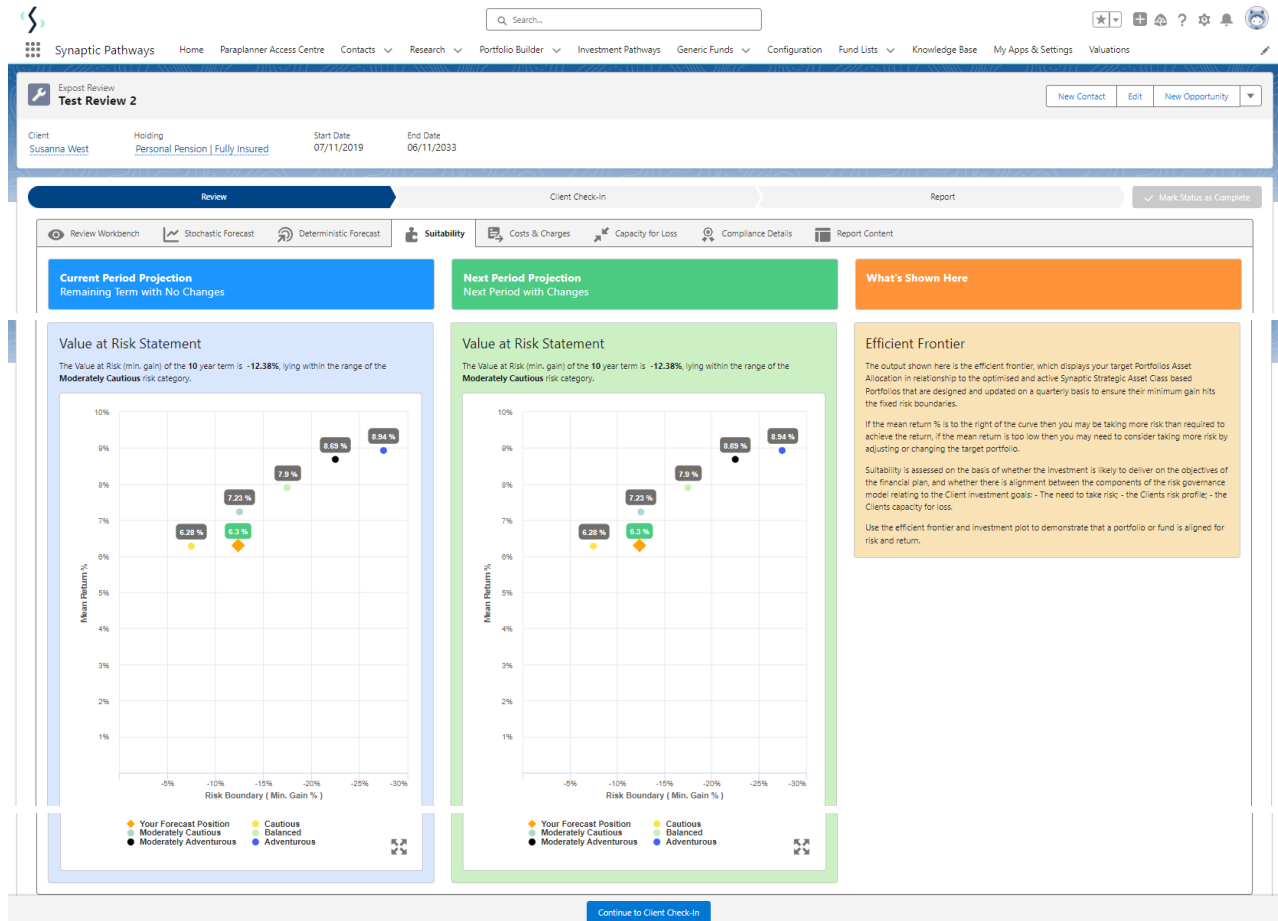 Search...
Synaptic Pathways
Home
Paraplanner Access Centre
Contacts
Research
Portfolio Builder
Investment Pathways
Generic Funds
Configuration
Fund Lists
Knowledge Base
My Apps & Settings
Valuations
Expost Review
Test Review 2
New Contact
Edit
New Opportunity
Client
Holding
Start Date
End Date
Susanna West
Personal Pension | Fully Insured
07/11/2019
06/11/2033
Review
Client Check-In
Report
Mark Status as Complete
Review Workbench
Stochastic Forecast
Deterministic Forecast
Suitability
Costs & Charges
Capacity for Loss
Compliance Details
Report Content
Current Period Projection
Remaining Term with No Changes
Next Period Projection
Next Period with Changes
What's Shown Here
Value at Risk Statement
The Value at Risk (min. gain) of the 10 year term is -12.38%, lying within the range of the
Moderately Cautious risk category.
10%
9%
8%
7%
6%
5%
4%
3%
2%
1%
Mean Return %
6.28 %
7.23 %
6.3 %
7.9 %
8.69 %
8.94 %
-5%
-10%
-15%
-20%
-25%
-30%
Risk Boundary ( Min. Gain % )
Your Forecast Position
Cautious
Moderately Cautious
Balanced
Moderately Adventurous
Adventurous
Value at Risk Statement
The Value at Risk (min. gain) of the 10 year term is -12.38%, lying within the range of the
Moderately Cautious risk category.
10%
9%
8%
7%
6%
5%
4%
3%
2%
1%
Mean Return %
6.28 %
7.23 %
6.3 %
7.9 %
8.69 %
8.94 %
-5%
-10%
-15%
-20%
-25%
-30%
Risk Boundary ( Min. Gain % )
Your Forecast Position
Cautious
Moderately Cautious
Balanced
Moderately Adventurous
Adventurous
Efficient Frontier
The output shown here is the efficient frontier, which displays your target Portfolios Asset
Allocation in relationship to the optimised and active Synaptic Strategic Asset Class based
Portfolios that are designed and updated on a quarterly basis to ensure their minimum gain hits
the fixed risk boundaries.
If the mean return % is to the right of the curve then you may be taking more risk than required to
achieve the return, if the mean return is too low then you may need to consider taking more risk by
adjusting or changing the target portfolio.
Suitability is assessed on the basis of whether the investment is likely to deliver on the objectives of
the financial plan, and whether there is alignment between the components of the risk governance
model relating to the Client investment goals: - The need to take risk; - the Clients risk profile; - the
Clients capacity for loss.
Use the efficient frontier and investment plot to demonstrate that a portfolio or fund is aligned for
risk and return.
Continue to Client Check-In